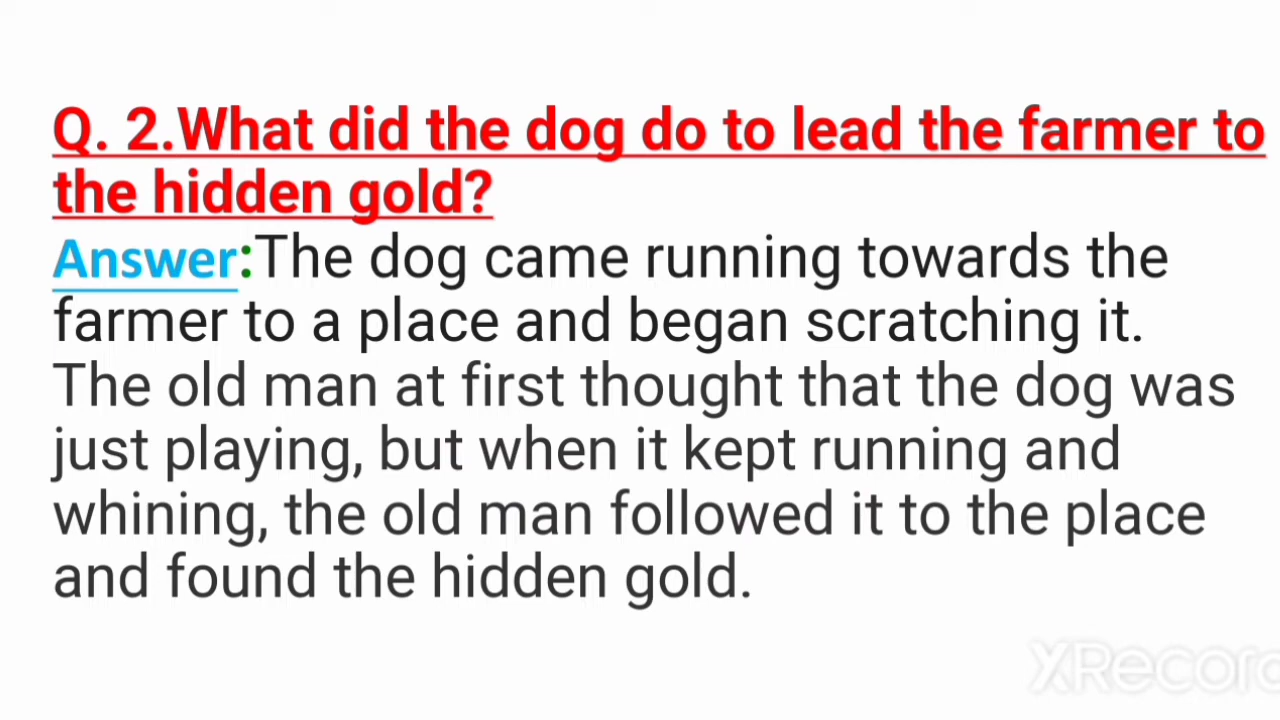 Q. 2.What did the dog do to lead the farmer to
the hidden gold?
Answer:The dog came running towards the
farmer to a place and began scratching it.
The old man at first thought that the dog was
just playing, but when it kept running and
whining, the old man followed it to the place
and found the hidden gold.
XRecord